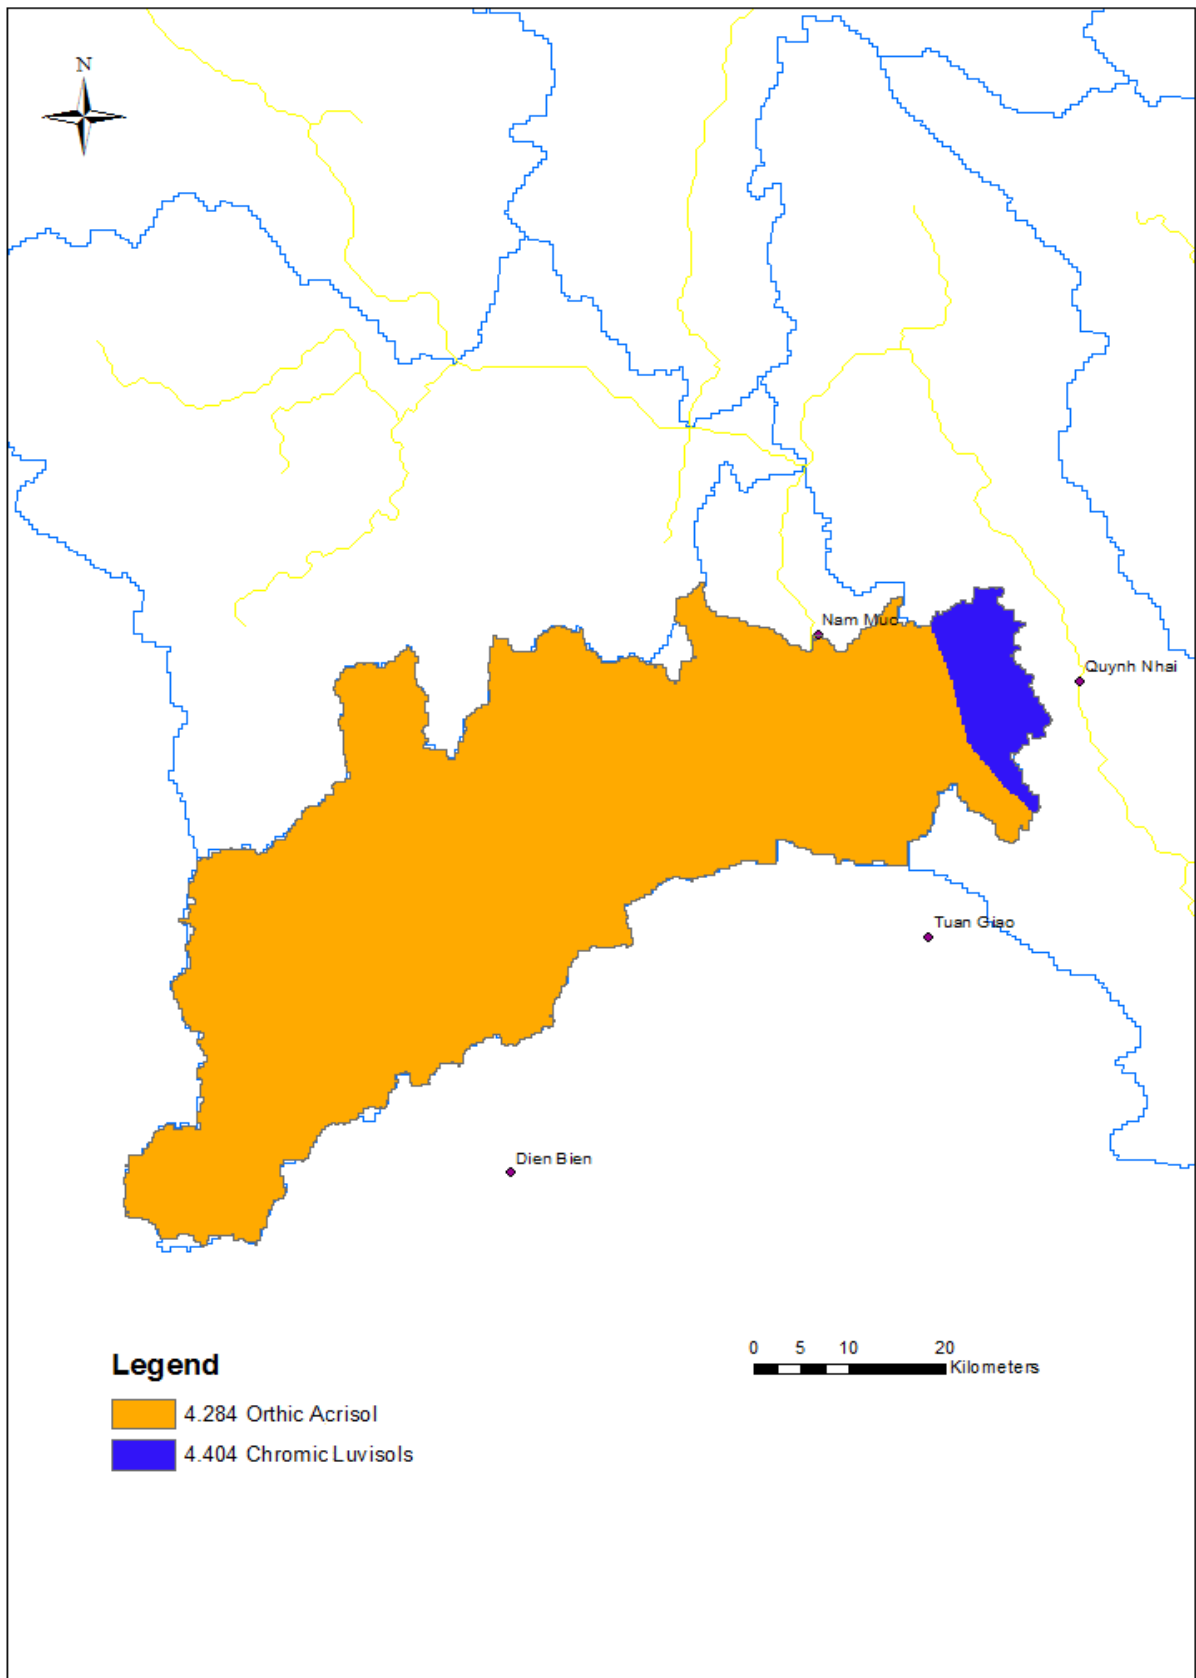 N
Nam Muc
Quynh Nhai
Tuan Giao
Dien Bien
Legend
0 5 10 20
Kilometers
4.284 Orthic Acrisol
4.404 Chromic Luvisols